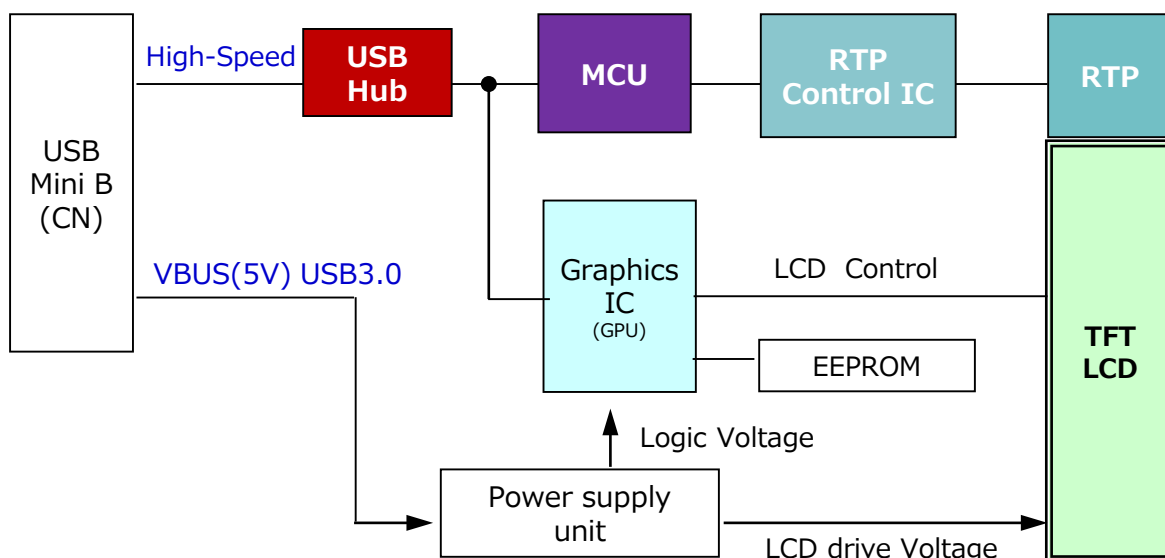 High-Speed
USB
Hub
MCU
RTP
Control IC
RTP
USB
Mini B
(CN)
VBUS(5V) USB3.0
Graphics
IC
(GPU)
LCD Control
EEPROM
TFT
LCD
Logic Voltage
Power supply
unit
LCD drive Voltage